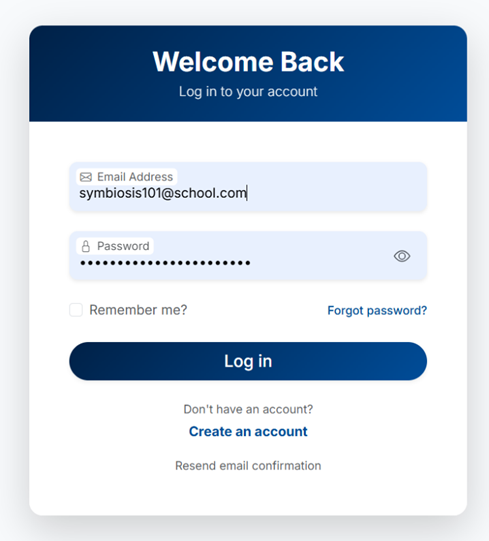 Welcome Back
Log in to your account
Email Address
symbiosis101@school.com
Password
•••••••••••••••••••••••
Remember me?
Forgot password?
Log in
Don't have an account?
Create an account
Resend email confirmation